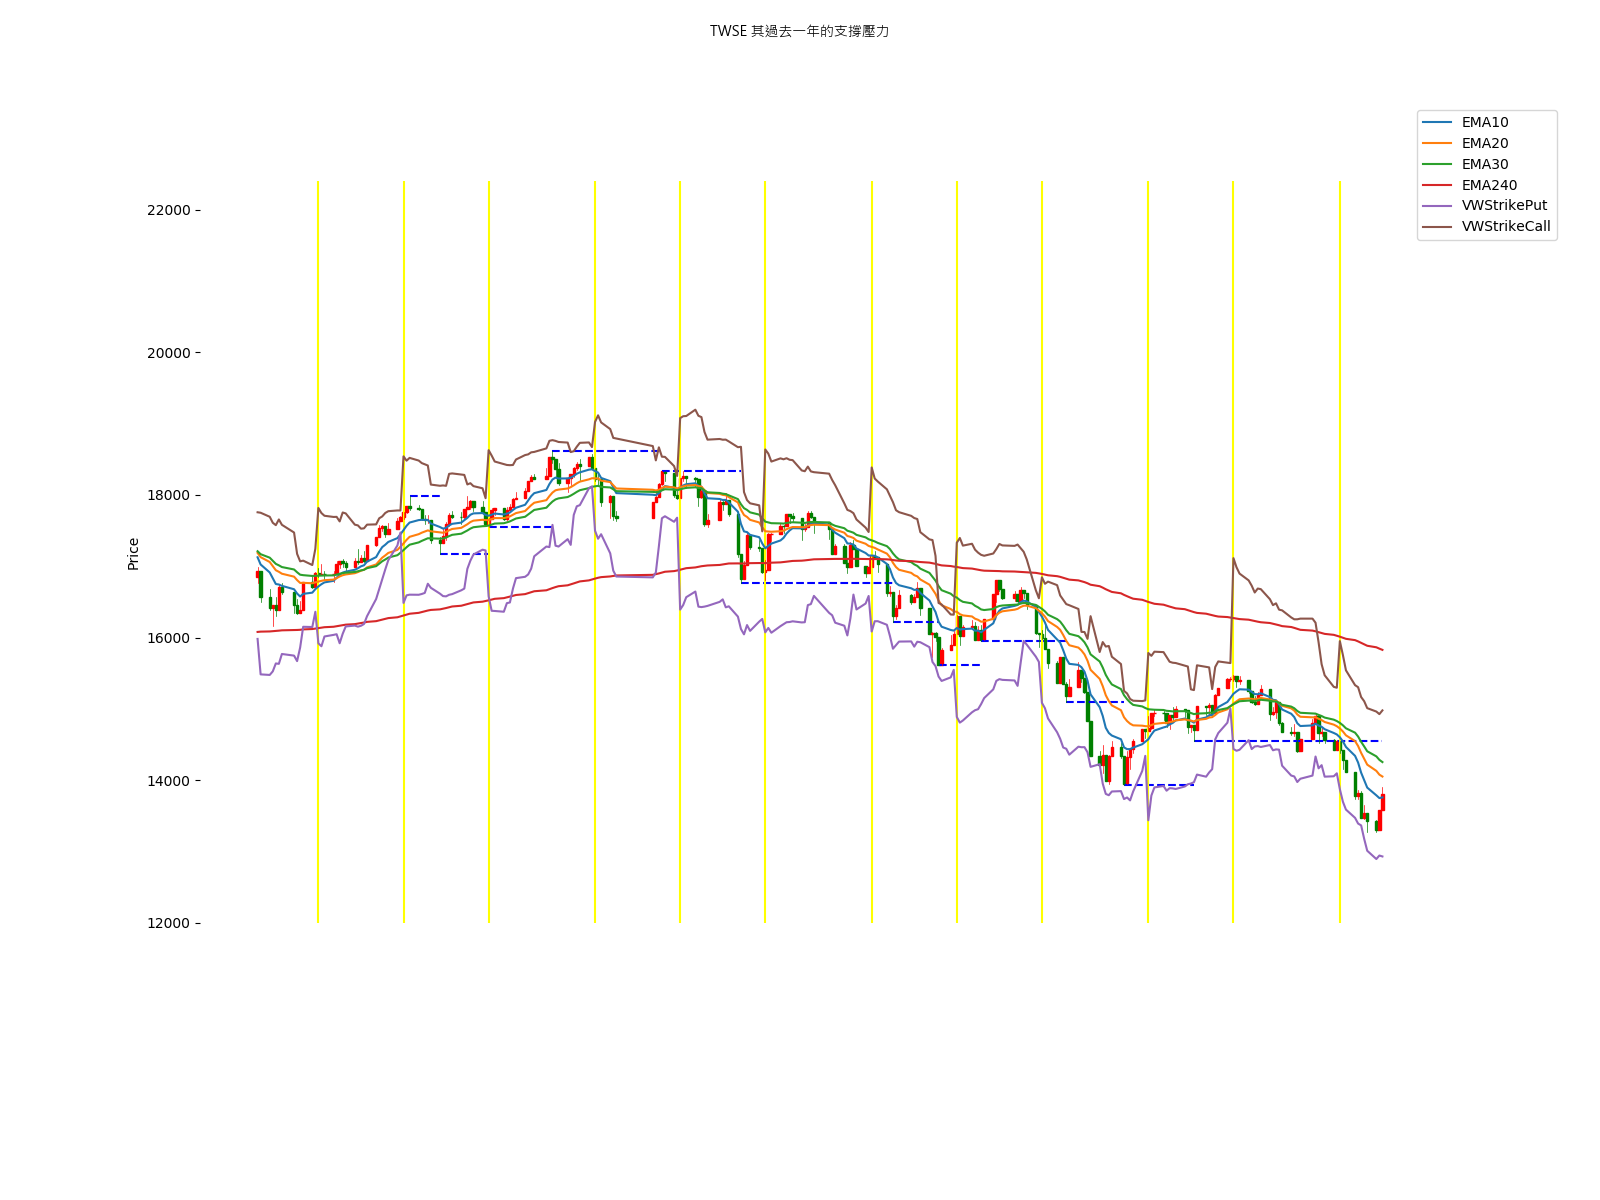 TWSE 其過去一年的支撐壓力
EMA10
EMA20
EMA30
EMA240
VWStrikePut
VWStrikeCall
22000
20000
18000
16000
14000
12000
Price